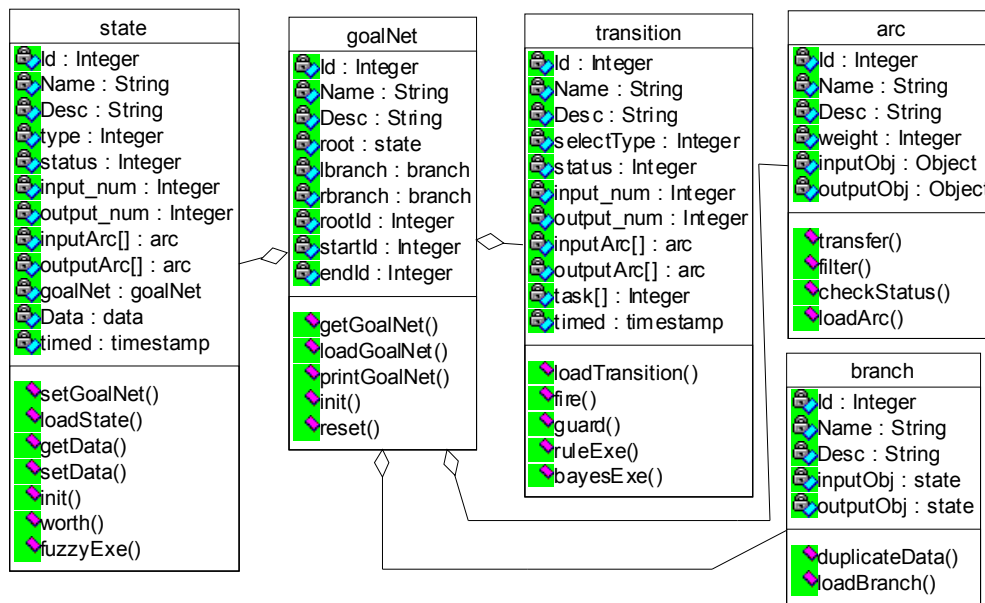 state
Id : Integer
Name : String
Desc : String
type : Integer
status : Integer
input_num : Integer
output_num : Integer
inputArc[] : arc
outputArc[] : arc
goalNet : goalNet
Data : data
timed : timestamp
setGoalNet()
loadState()
getData()
setData()
init()
worth()
fuzzyExe()
goalNet
Id : Integer
Name : String
Desc : String
root : state
lbranch : branch
rbranch : branch
rootId : Integer
startId : Integer
endId : Integer
getGoalNet()
loadGoalNet()
printGoalNet()
init()
reset()
transition
Id : Integer
Name : String
Desc : String
selectType : Integer
status : Integer
input_num : Integer
output_num : Integer
inputArc[] : arc
outputArc[] : arc
task[] : Integer
timed : timestamp
loadTransition()
fire()
guard()
ruleExe()
bayesExe()
arc
Id : Integer
Name : String
Desc : String
weight : Integer
inputObj : Object
outputObj : Object
transfer()
filter()
checkStatus()
loadArc()
branch
Id : Integer
Name : String
Desc : String
inputObj : state
outputObj : state
duplicateData()
loadBranch()